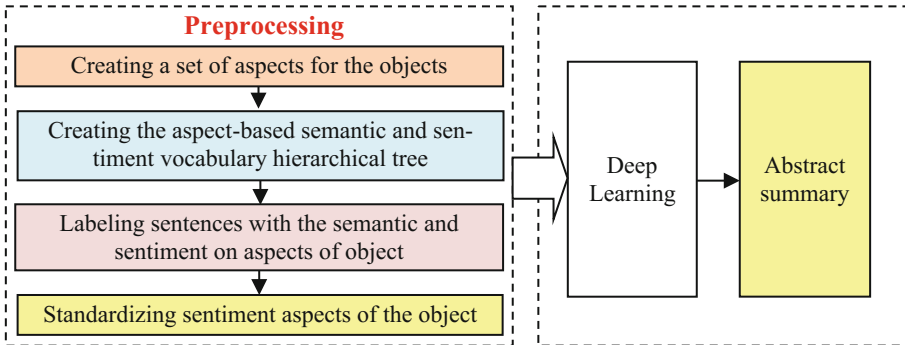 Preprocessing
Creating a set of aspects for the objects
Creating the aspect-based semantic and sen-
timent vocabulary hierarchical tree
Labeling sentences with the semantic and
sentiment on aspects of object
Standardizing sentiment aspects of the object
Deep
Learning
Abstract
summary